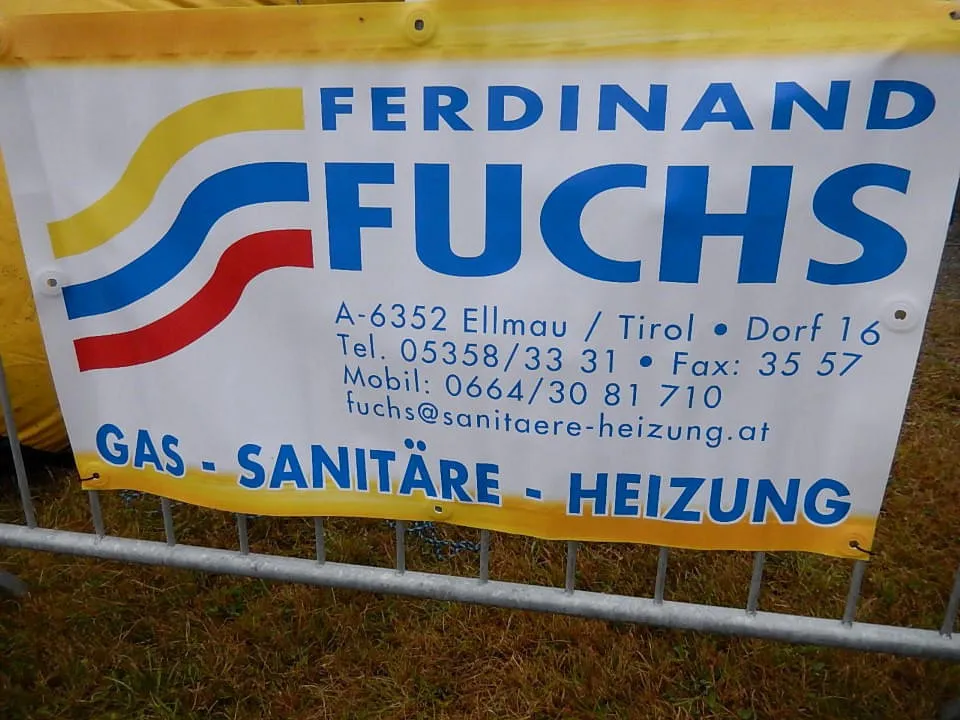 FERDINAND
FUCHS
A-6352 Ellmau / Tirol • Dorf 16
Tel. 05358/33 31 • Fax: 35 57
Mobil: 0664/30 81 710
fuchs@sanitaere-heizung.at
GAS - SANITÄRE - HEIZUNG